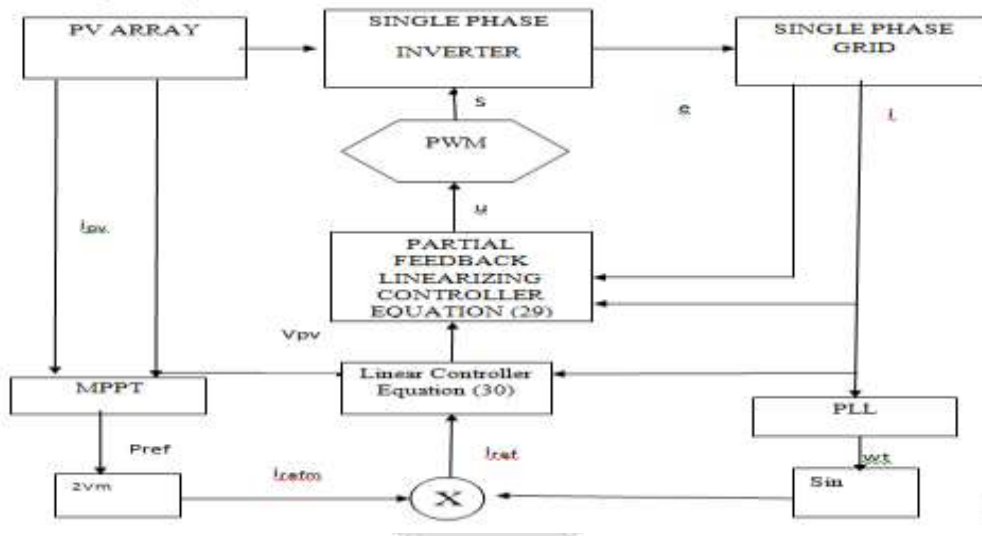 PV ARRAY
SINGLE PHASE
INVERTER
SINGLE PHASE
GRID
S
e
i
PWM
u
ipv
PARTIAL
FEEDBACK
LINEARIZING
CONTROLLER
EQUATION (29)
Vpv
Linear Controller
Equation (30)
MPPT
PLL
Pref
irefm
iref
wt
2Vm
X
Sin